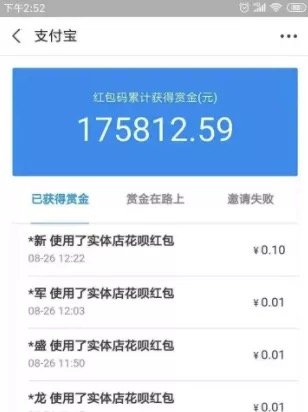 下午2:52
支付宝
红包码累计获得赏金(元)
175812.59
已获得赏金 赏金在路上 邀请失败
*新 使用了实体店花呗红包
¥0.10
08-26 12:22
*军 使用了实体店花呗红包
¥0.01
08-26 12:03
*盛 使用了实体店花呗红包
¥0.01
08-26 11:50
*龙 使用了实体店花呗红包
¥0.01